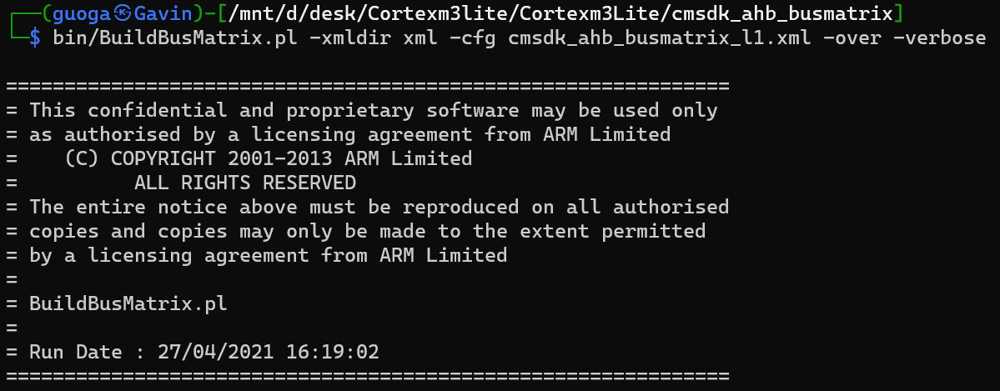 ┌──(guoga㉿Gavin)-[/mnt/d/desk/Cortexm3lite/Cortexm3Lite/cmsdk_ahb_busmatrix]
└─$ bin/BuildBusMatrix.pl -xmldir xml -cfg cmsdk_ahb_busmatrix_l1.xml -over -verbose
==============================================================
= This confidential and proprietary software may be used only
= as authorised by a licensing agreement from ARM Limited
=    (C) COPYRIGHT 2001-2013 ARM Limited
=          ALL RIGHTS RESERVED
= The entire notice above must be reproduced on all authorised
= copies and copies may only be made to the extent permitted
= by a licensing agreement from ARM Limited
=
= BuildBusMatrix.pl
=
= Run Date : 27/04/2021 16:19:02
==============================================================